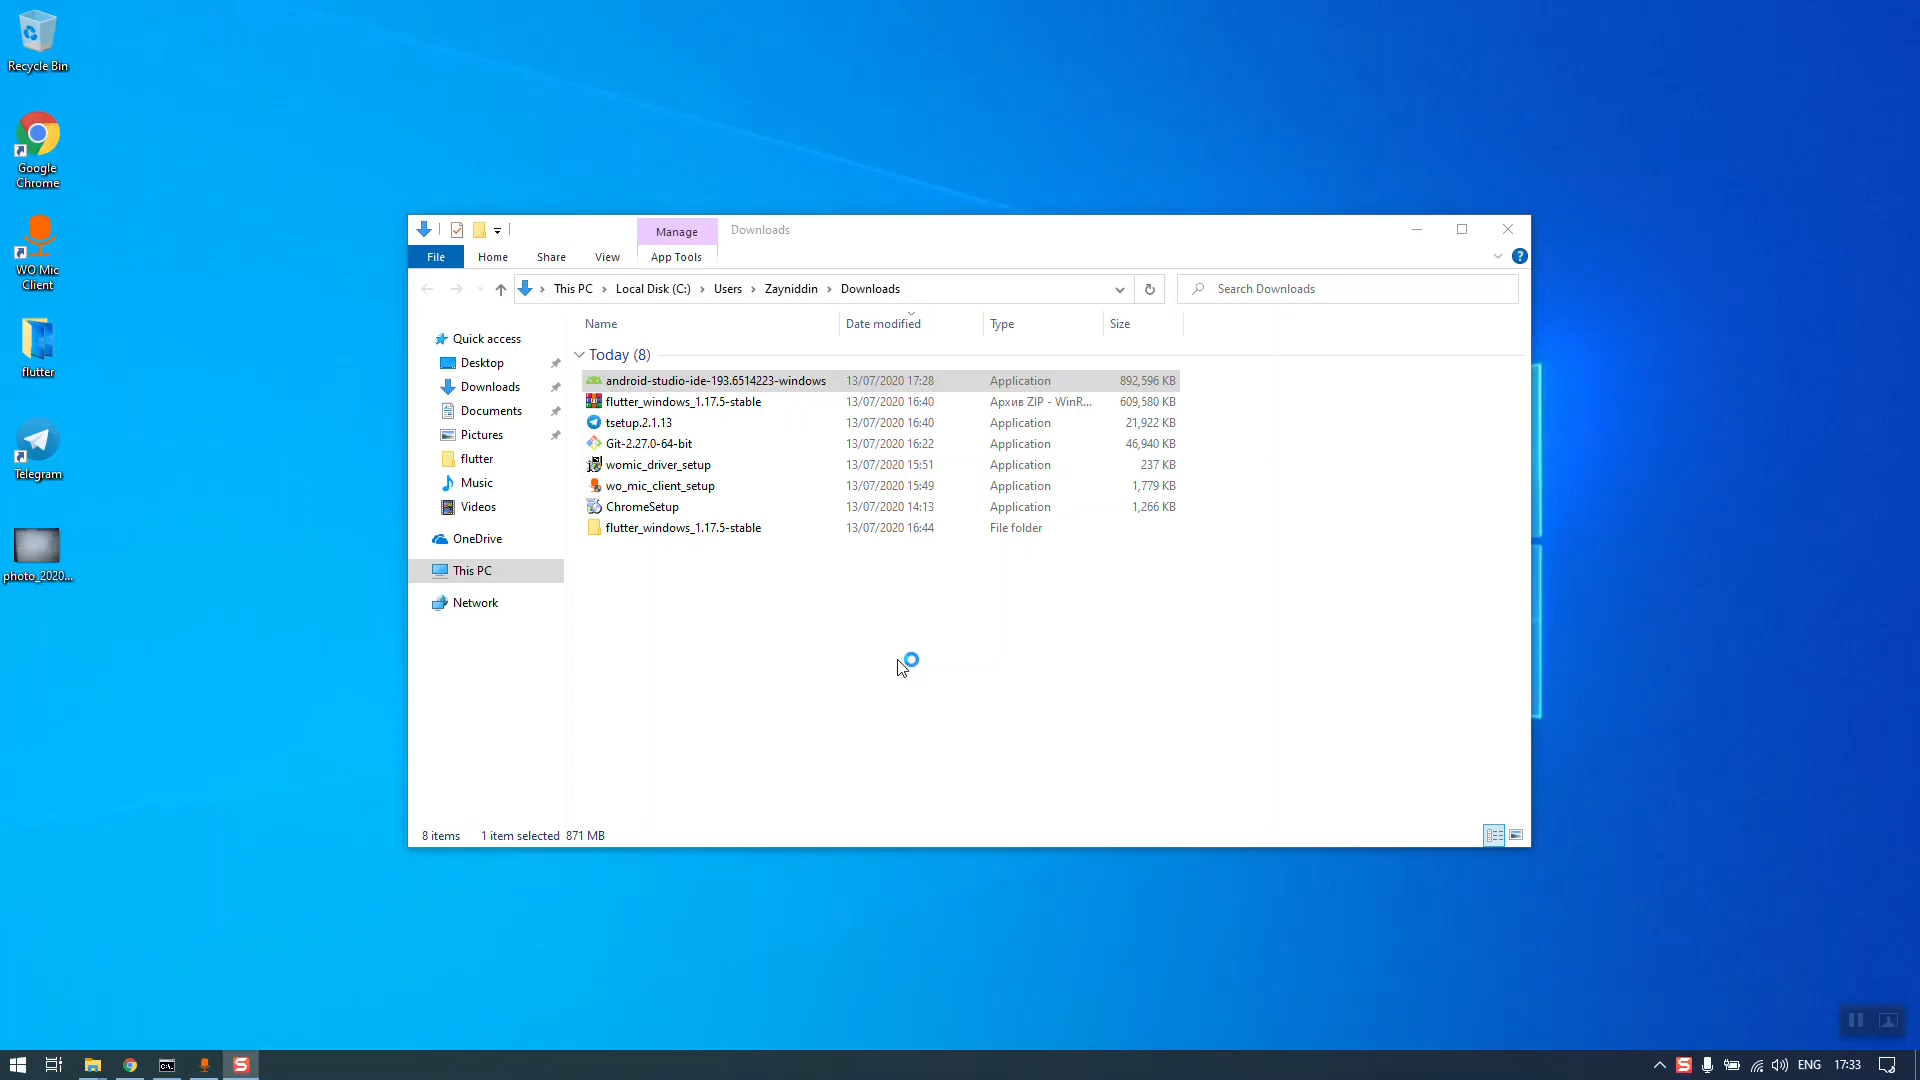 Recycle Bin
Google
Chrome
WO Mic
Client
flutter
Telegram
photo_2020...
Manage
Downloads
File
Home
Share
View
App Tools
This PC
Local Disk (C:)
Users
Zayniddin
Downloads
Search Downloads
Name
Date modified
Type
Size
Quick access
Desktop
Downloads
Documents
Pictures
flutter
Music
Videos
OneDrive
This PC
Network
Today (8)
android-studio-ide-193.6514223-windows 13/07/2020 17:28 Application 892,596 KB
flutter_windows_1.17.5-stable 13/07/2020 16:40 Архив ZIP - WinR... 609,580 KB
tsetup.2.1.13 13/07/2020 16:40 Application 21,922 KB
Git-2.27.0-64-bit 13/07/2020 16:22 Application 46,940 KB
womic_driver_setup 13/07/2020 15:51 Application 237 KB
wo_mic_client_setup 13/07/2020 15:49 Application 1,779 KB
ChromeSetup 13/07/2020 14:13 Application 1,266 KB
flutter_windows_1.17.5-stable 13/07/2020 16:44 File folder
8 items 1 item selected 871 MB
ENG 17:33